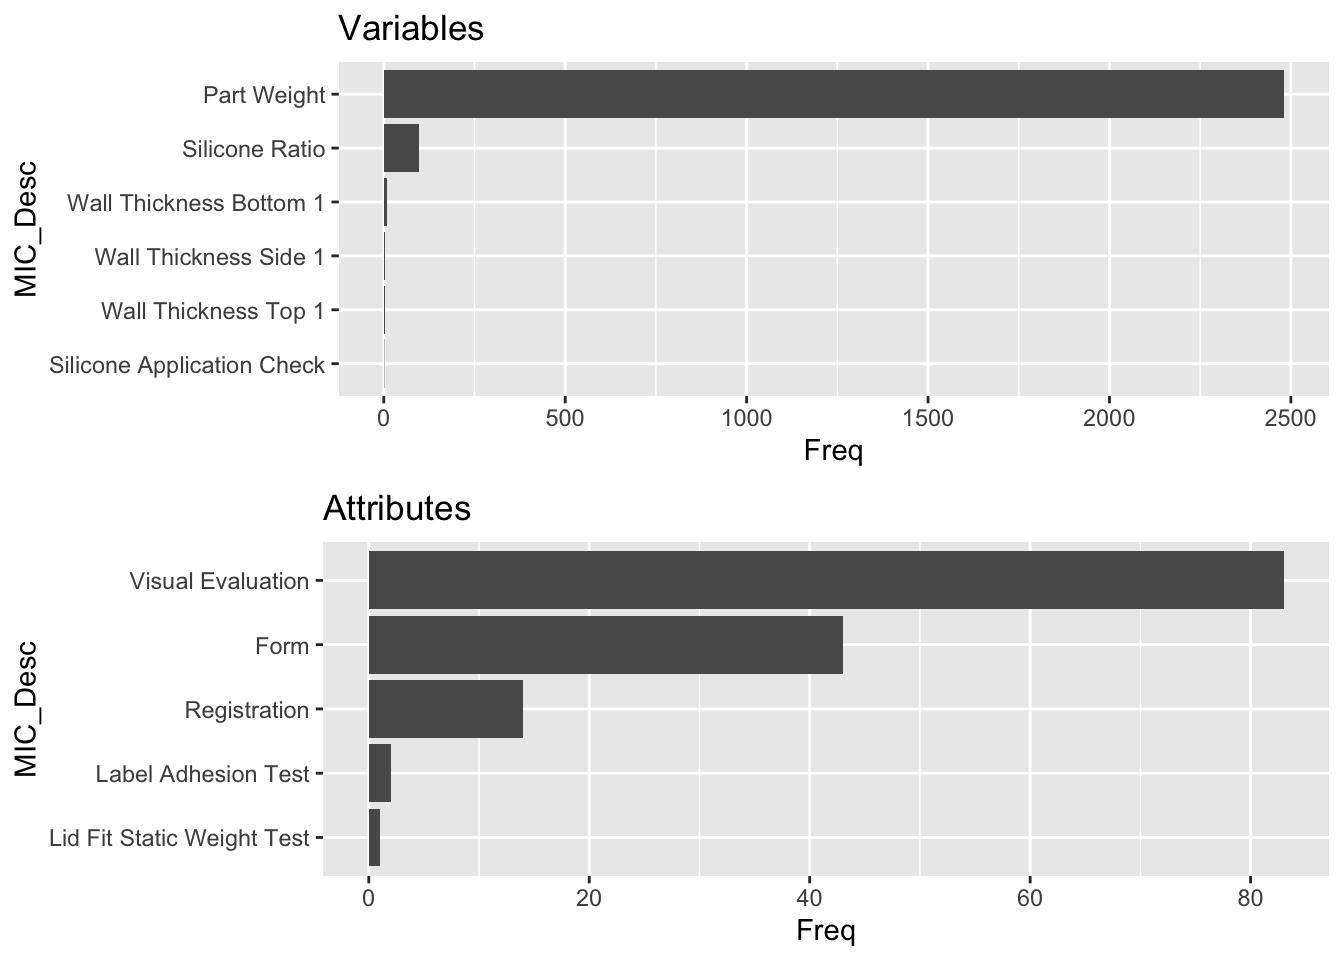 Variables
MIC_Desc
Part Weight
Silicone Ratio
Wall Thickness Bottom 1
Wall Thickness Side 1
Wall Thickness Top 1
Silicone Application Check
0 500 1000 1500 2000 2500
Freq
Attributes
MIC_Desc
Visual Evaluation
Form
Registration
Label Adhesion Test
Lid Fit Static Weight Test
0 20 40 60 80
Freq